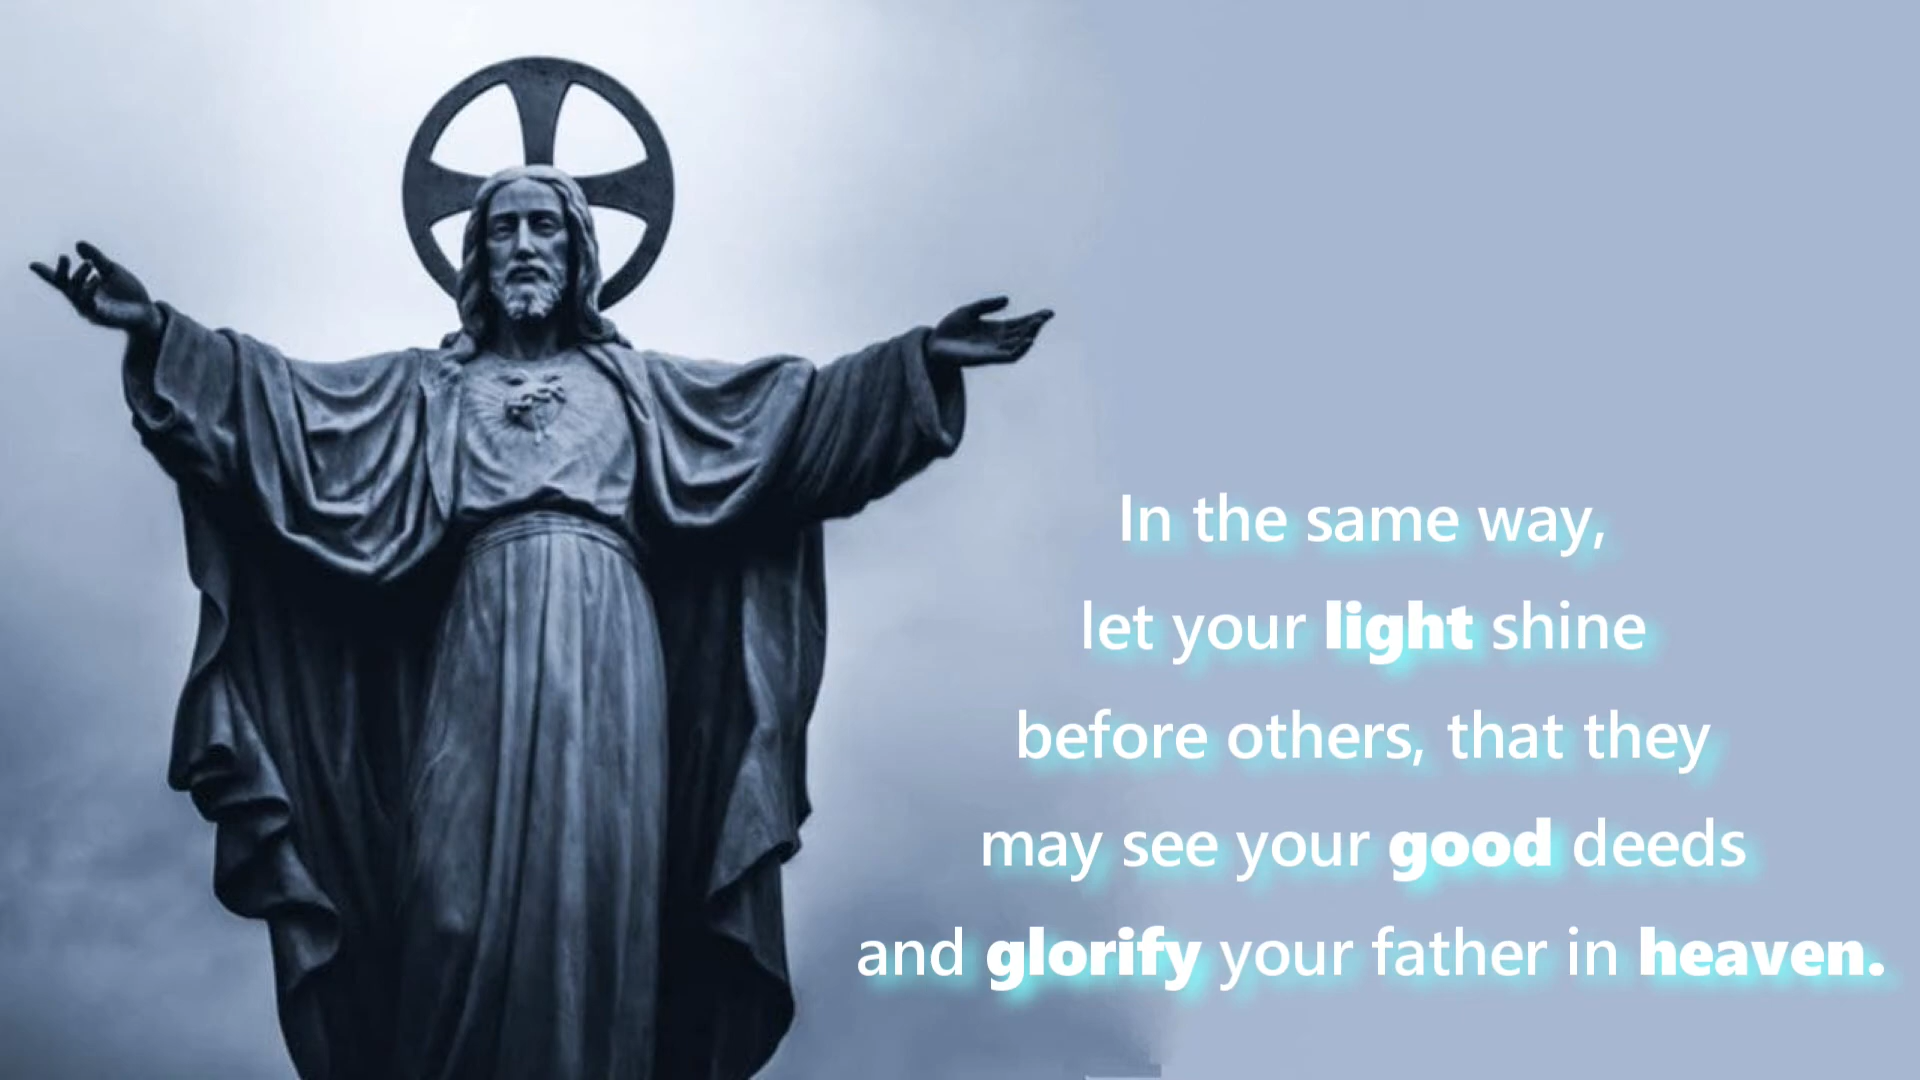 In the same way,
let your light shine
before others, that they
may see your good deeds
and glorify your father in heaven.